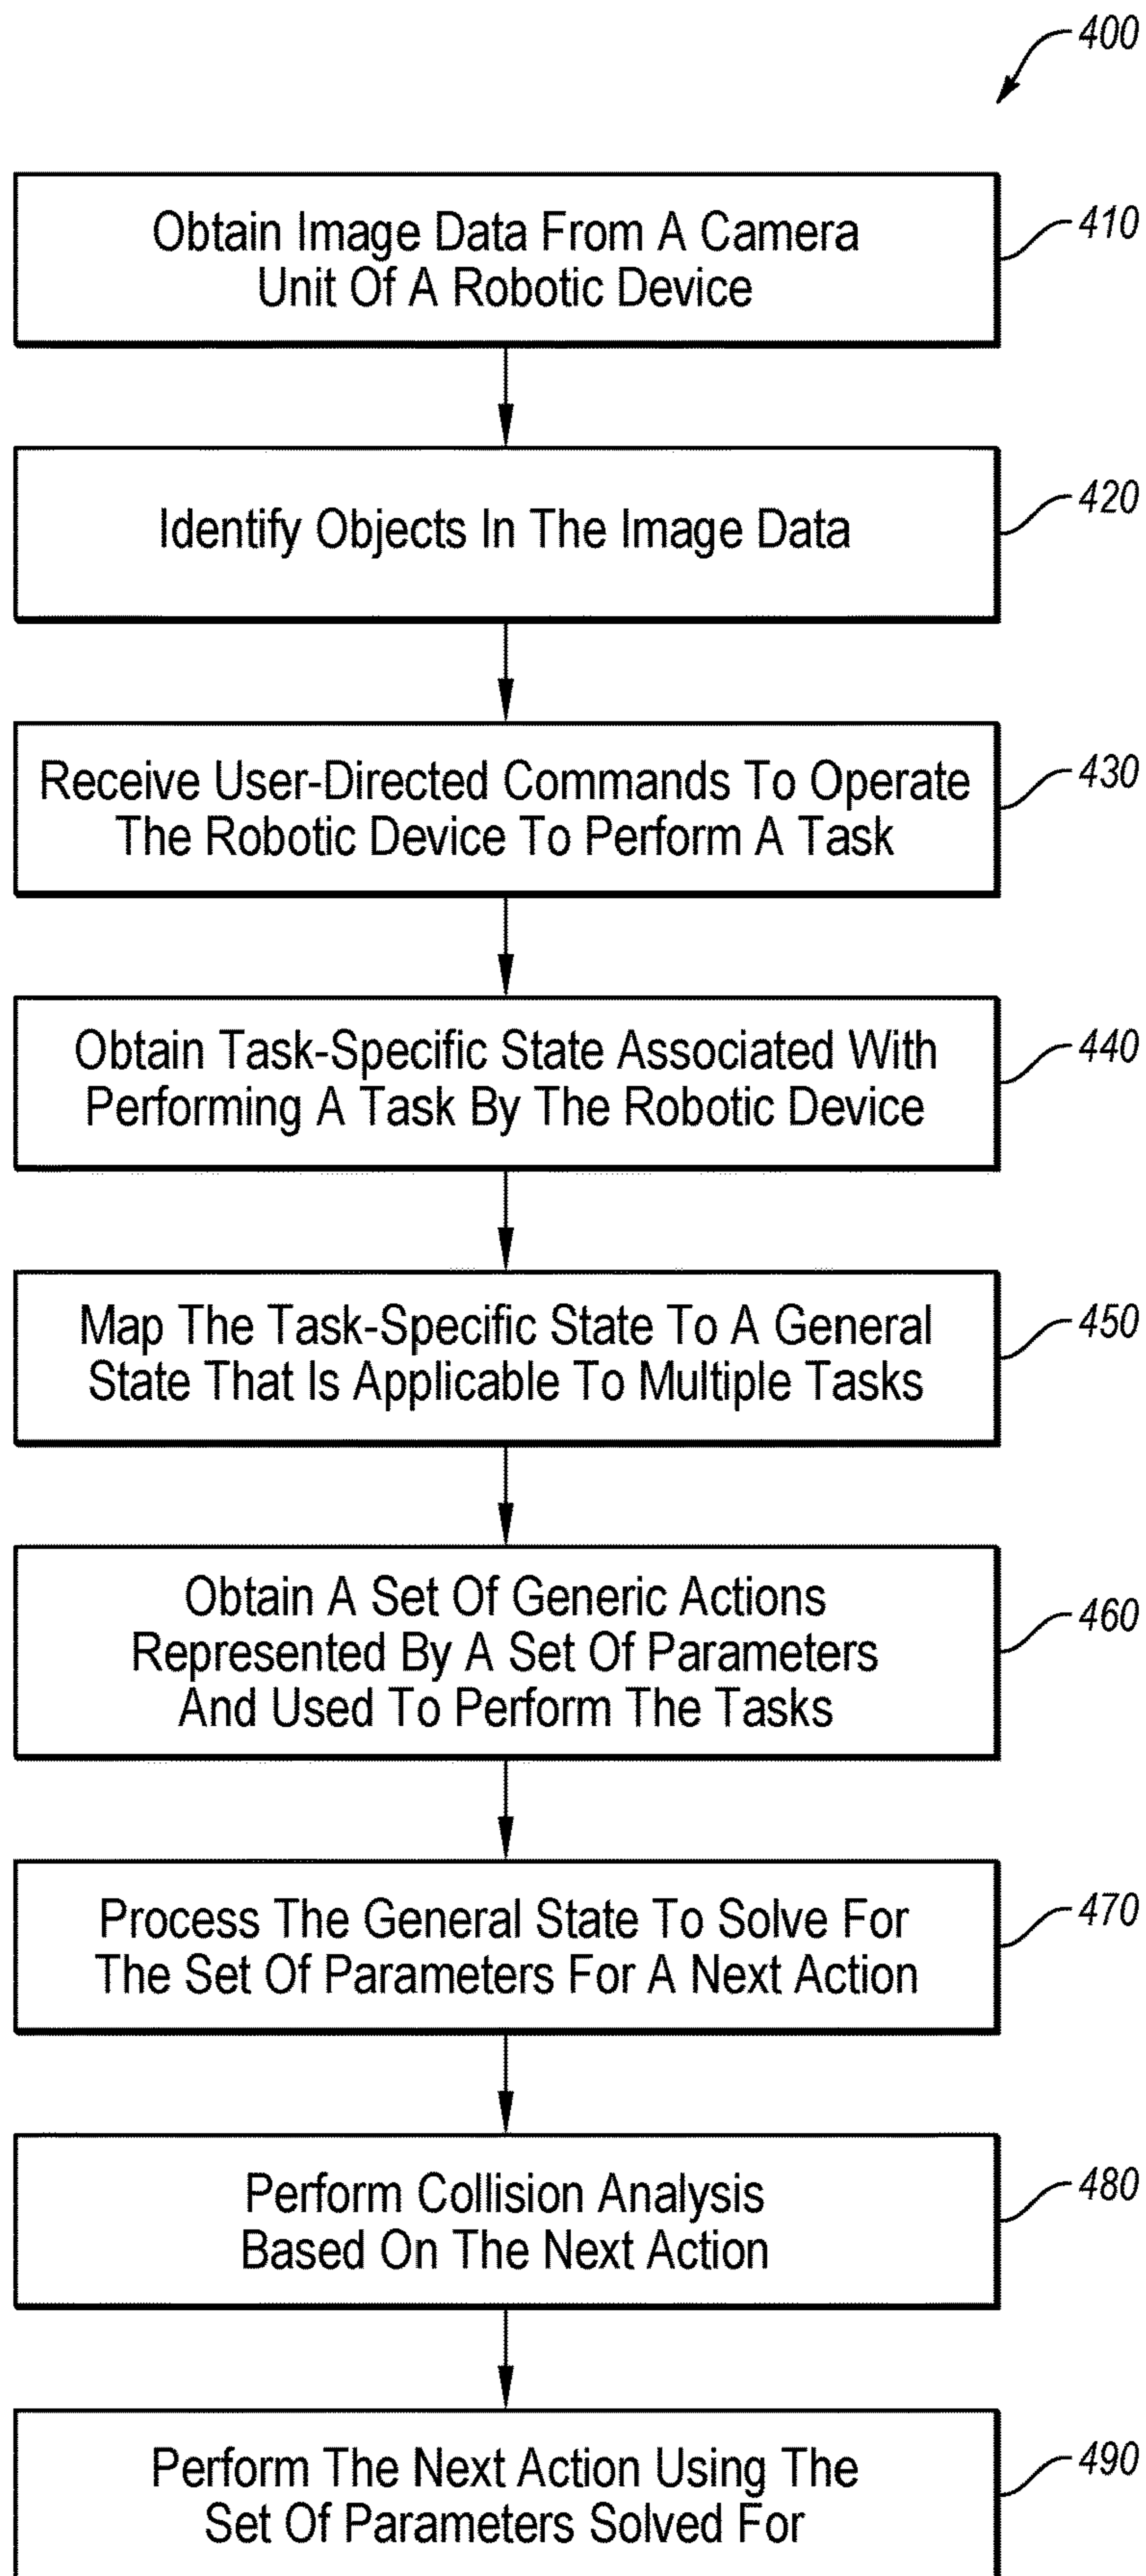 400
Obtain Image Data From A Camera
Unit Of A Robotic Device
410
Identify Objects In The Image Data
420
Receive User-Directed Commands To Operate
The Robotic Device To Perform A Task
430
Obtain Task-Specific State Associated With
Performing A Task By The Robotic Device
440
Map The Task-Specific State To A General
State That Is Applicable To Multiple Tasks
450
Obtain A Set Of Generic Actions
Represented By A Set Of Parameters
And Used To Perform The Tasks
460
Process The General State To Solve For
The Set Of Parameters For A Next Action
470
Perform Collision Analysis
Based On The Next Action
480
Perform The Next Action Using The
Set Of Parameters Solved For
490